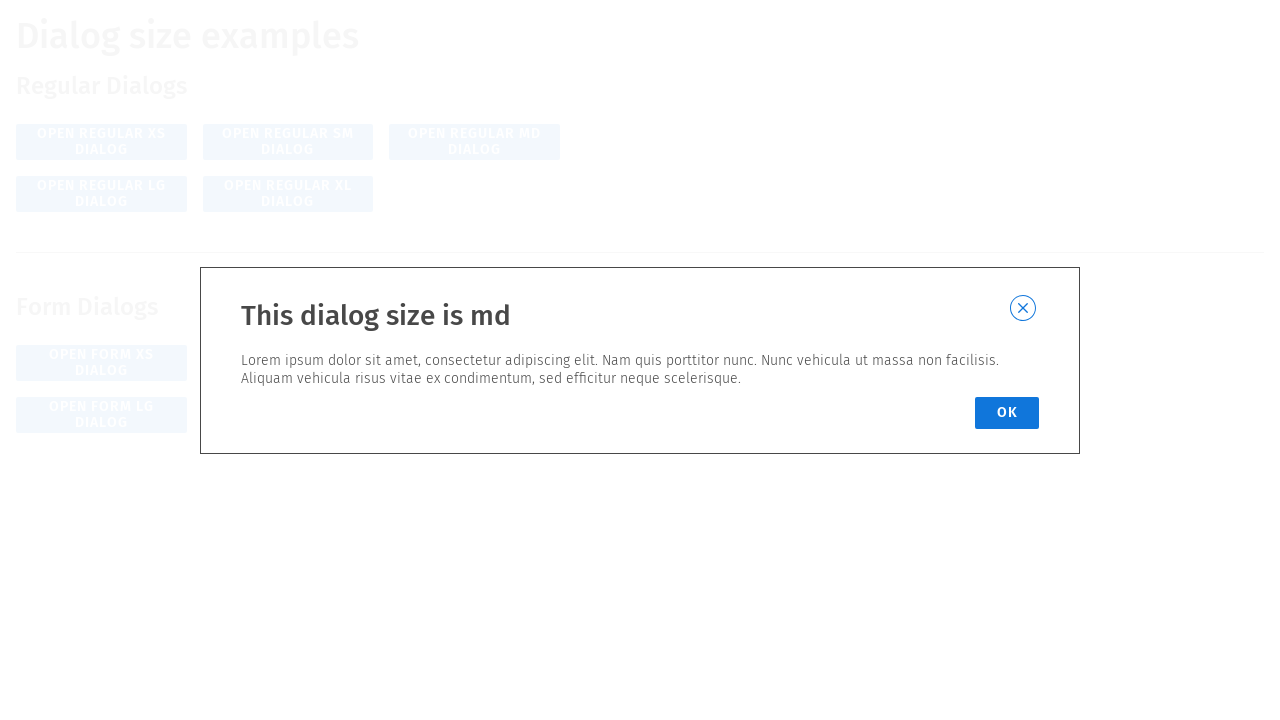 Dialog size examples
Regular Dialogs
OPEN REGULAR XS
DIALOG
OPEN REGULAR SM
DIALOG
OPEN REGULAR MD
DIALOG
OPEN REGULAR LG
DIALOG
OPEN REGULAR XL
DIALOG
Form Dialogs
OPEN FORM XS
DIALOG
OPEN FORM LG
DIALOG
This dialog size is md
Lorem ipsum dolor sit amet, consectetur adipiscing elit. Nam quis porttitor nunc. Nunc vehicula ut massa non facilisis.
Aliquam vehicula risus vitae ex condimentum, sed efficitur neque scelerisque.
OK